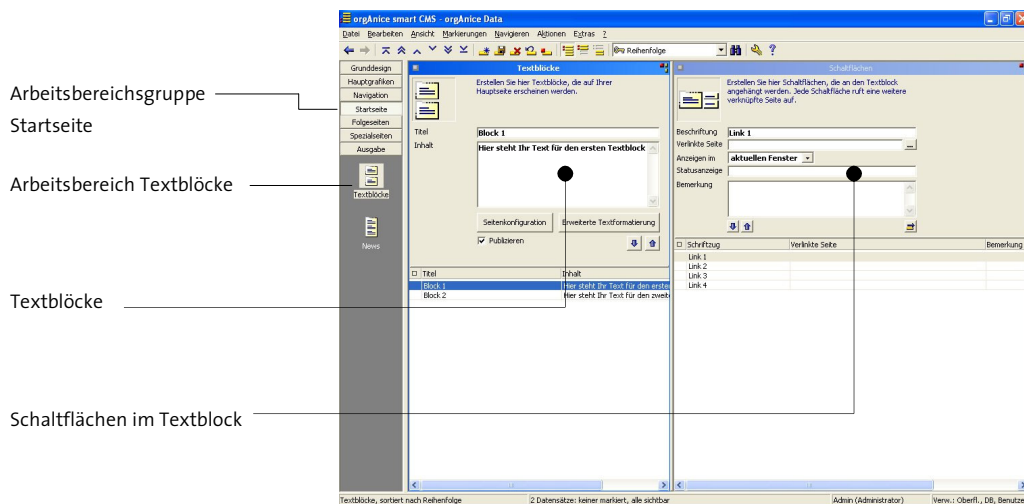 Arbeitsbereichsgruppe
Startseite
Arbeitsbereich Textblöcke
Textblöcke
Schaltflächen im Textblock
orgAnice smart CMS - orgAnice Data
Datei Bearbeiten Ansicht Markierungen Navigieren Aktionen Extras ?
Reihenfolge
Grunddesign
Hauptgrafiken
Navigation
Startseite
Folgeseiten
Spezialseiten
Ausgabe
Textblöcke
News
Textblöcke
Erstellen Sie hier Textblöcke, die auf Ihrer
Hauptseite erscheinen werden.
Titel Block 1
Inhalt Hier steht Ihr Text für den ersten Textblock
Seitenkonfiguration Erweiterte Textformatierung
Publizieren
Titel Inhalt
Block 1 Hier steht Ihr Text für den ersten
Block 2 Hier steht Ihr Text für den zweit
Schaltflächen
Erstellen Sie hier Schaltflächen, die an den Textblock
angehängt werden. Jede Schaltfläche ruft eine weitere
verknüpfte Seite auf.
Beschriftung Link 1
Verlinkte Seite ...
Anzeigen im aktuellen Fenster
Statusanzeige
Bemerkung
Schriftzug Verlinkte Seite Bemerkung
Link 1
Link 2
Link 3
Link 4
Textblöcke, sortiert nach Reihenfolge 2 Datensätze: keiner markiert, alle sichtbar Admin (Administrator) Verw.: Oberfl., DB, Benutze